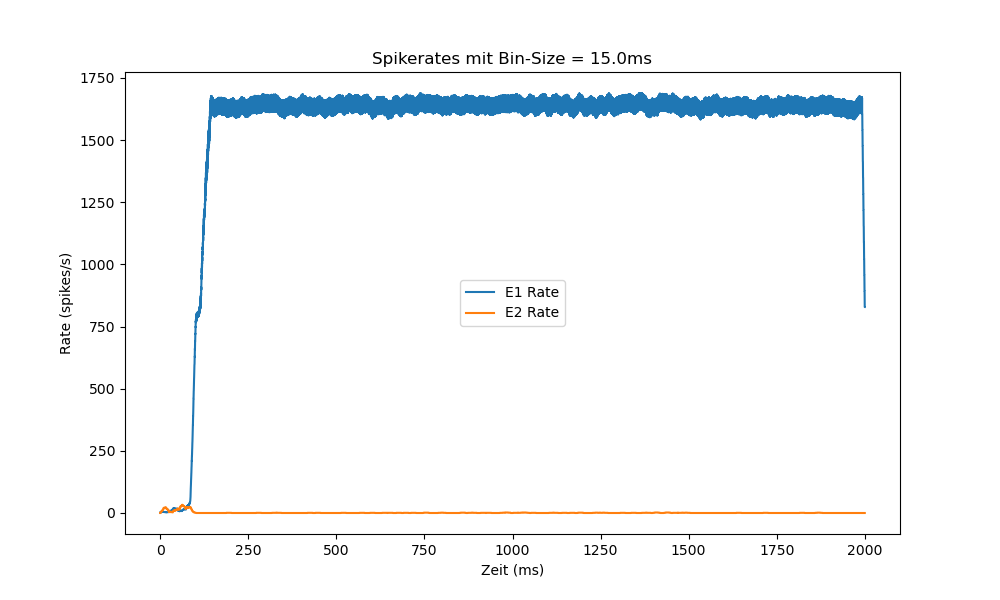 Spikerates mit Bin-Size = 15.0ms
1750
1500
1250
1000
750
500
250
0
Rate (spikes/s)
E1 Rate
E2 Rate
0 250 500 750 1000 1250 1500 1750 2000
Zeit (ms)